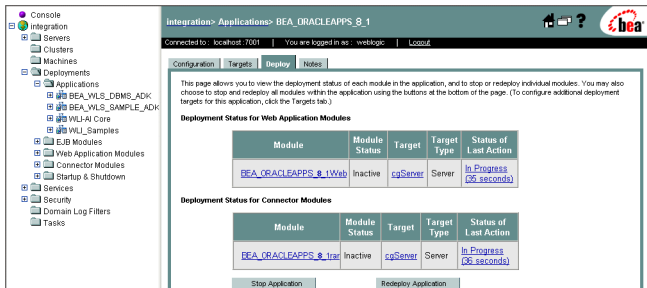 Console
integration
Servers
Clusters
Machines
Deployments
Applications
BEA_WLS_DBMS_ADK
BEA_WLS_SAMPLE_ADK
WLI-AI Core
WLI_Samples
EJB Modules
Web Application Modules
Connector Modules
Startup & Shutdown
Services
Security
Domain Log Filters
Tasks
integration> Applications> BEA_ORACLEAPPS_8_1
? bea
Connected to : localhost :7001 | You are logged in as : weblogic | Logout
Configuration Targets Deploy Notes
This page allows you to view the deployment status of each module in the application, and to stop or redeploy individual modules. You may also
choose to stop and redeploy all modules within the application using the buttons at the bottom of the page. (To configure additional deployment
targets for this application, click the Targets tab.)
Deployment Status for Web Application Modules
Module Module Status Target Target Type Status of Last Action
BEA_ORACLEAPPS_8_1Web Inactive cgServer Server In Progress (35 seconds)
Deployment Status for Connector Modules
Module Module Status Target Target Type Status of Last Action
BEA_ORACLEAPPS_8_1rar Inactive cgServer Server In Progress (36 seconds)
Stop Application Redeploy Application